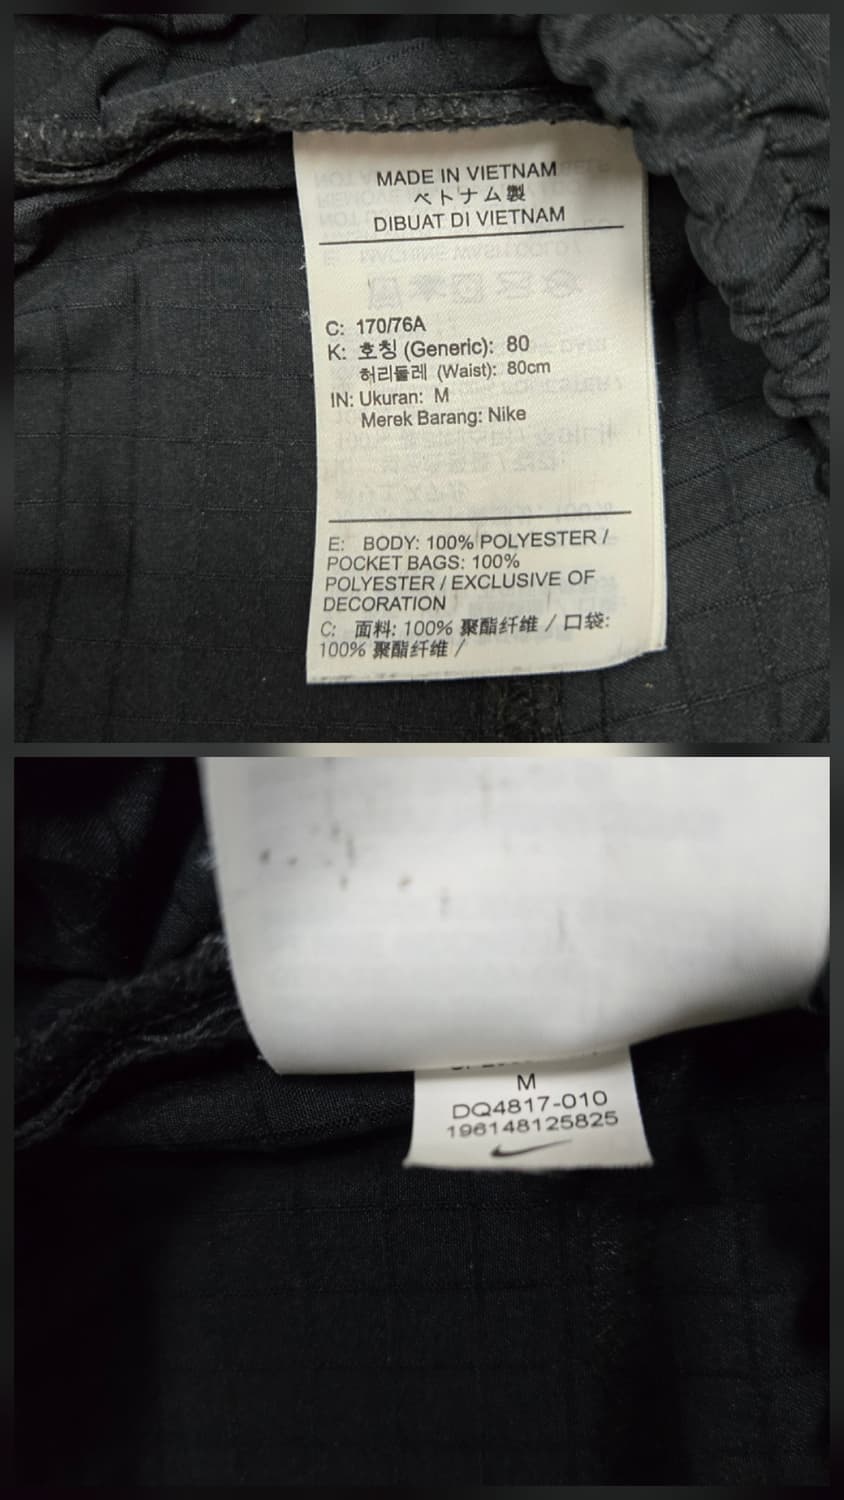 MADE IN VIETNAM
ベトナム製
DIBUAT DI VIETNAM
C: 170/76A
K: 호칭 (Generic): 80
허리둘레 (Waist): 80cm
IN: Ukuran: M
Merek Barang: Nike
E: BODY: 100% POLYESTER /
POCKET BAGS: 100%
POLYESTER / EXCLUSIVE OF
DECORATION
C: 面料: 100% 聚酯纤维 / 口袋:
100% 聚酯纤维 /
M
DQ4817-010
196148125825